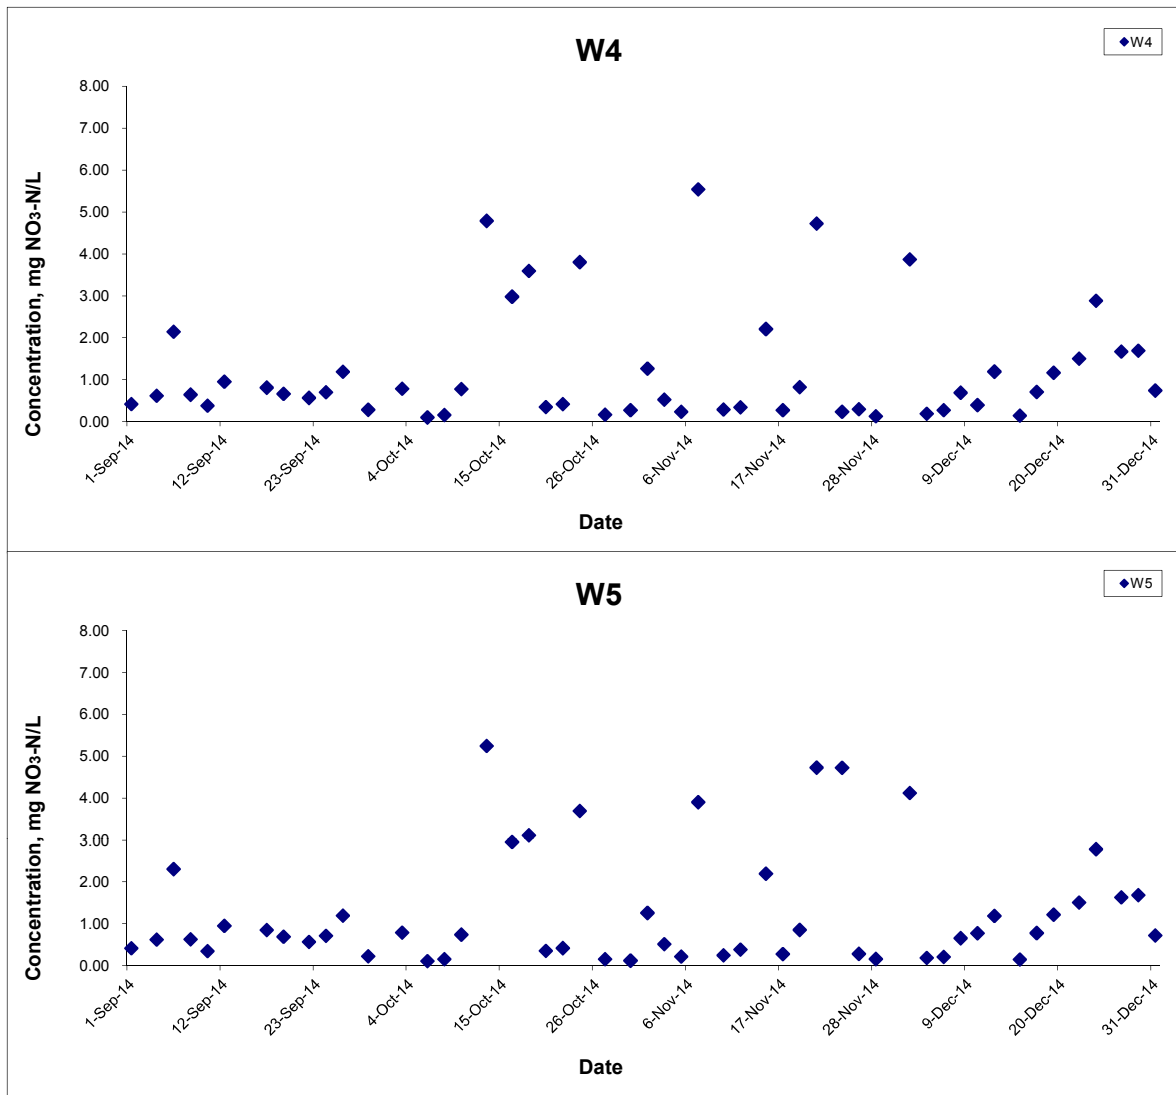 W4
W4
8.00
7.00
6.00
5.00
4.00
3.00
2.00
1.00
0.00
Concentration, mg NO3-N/L
1-Sep-14
12-Sep-14
23-Sep-14
4-Oct-14
15-Oct-14
26-Oct-14
6-Nov-14
17-Nov-14
28-Nov-14
9-Dec-14
20-Dec-14
31-Dec-14
Date
W5
W5
8.00
7.00
6.00
5.00
4.00
3.00
2.00
1.00
0.00
Concentration, mg NO3-N/L
1-Sep-14
12-Sep-14
23-Sep-14
4-Oct-14
15-Oct-14
26-Oct-14
6-Nov-14
17-Nov-14
28-Nov-14
9-Dec-14
20-Dec-14
31-Dec-14
Date